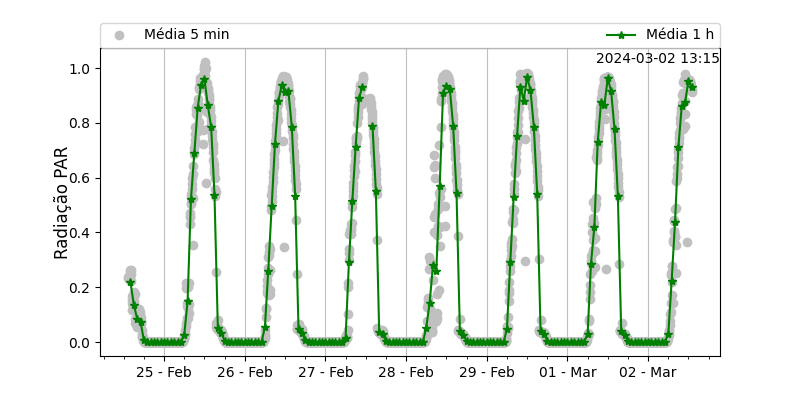 Média 5 min
Média 1 h
2024-03-02 13:15
Radiação PAR
1.0
0.8
0.6
0.4
0.2
0.0
25 - Feb
26 - Feb
27 - Feb
28 - Feb
29 - Feb
01 - Mar
02 - Mar